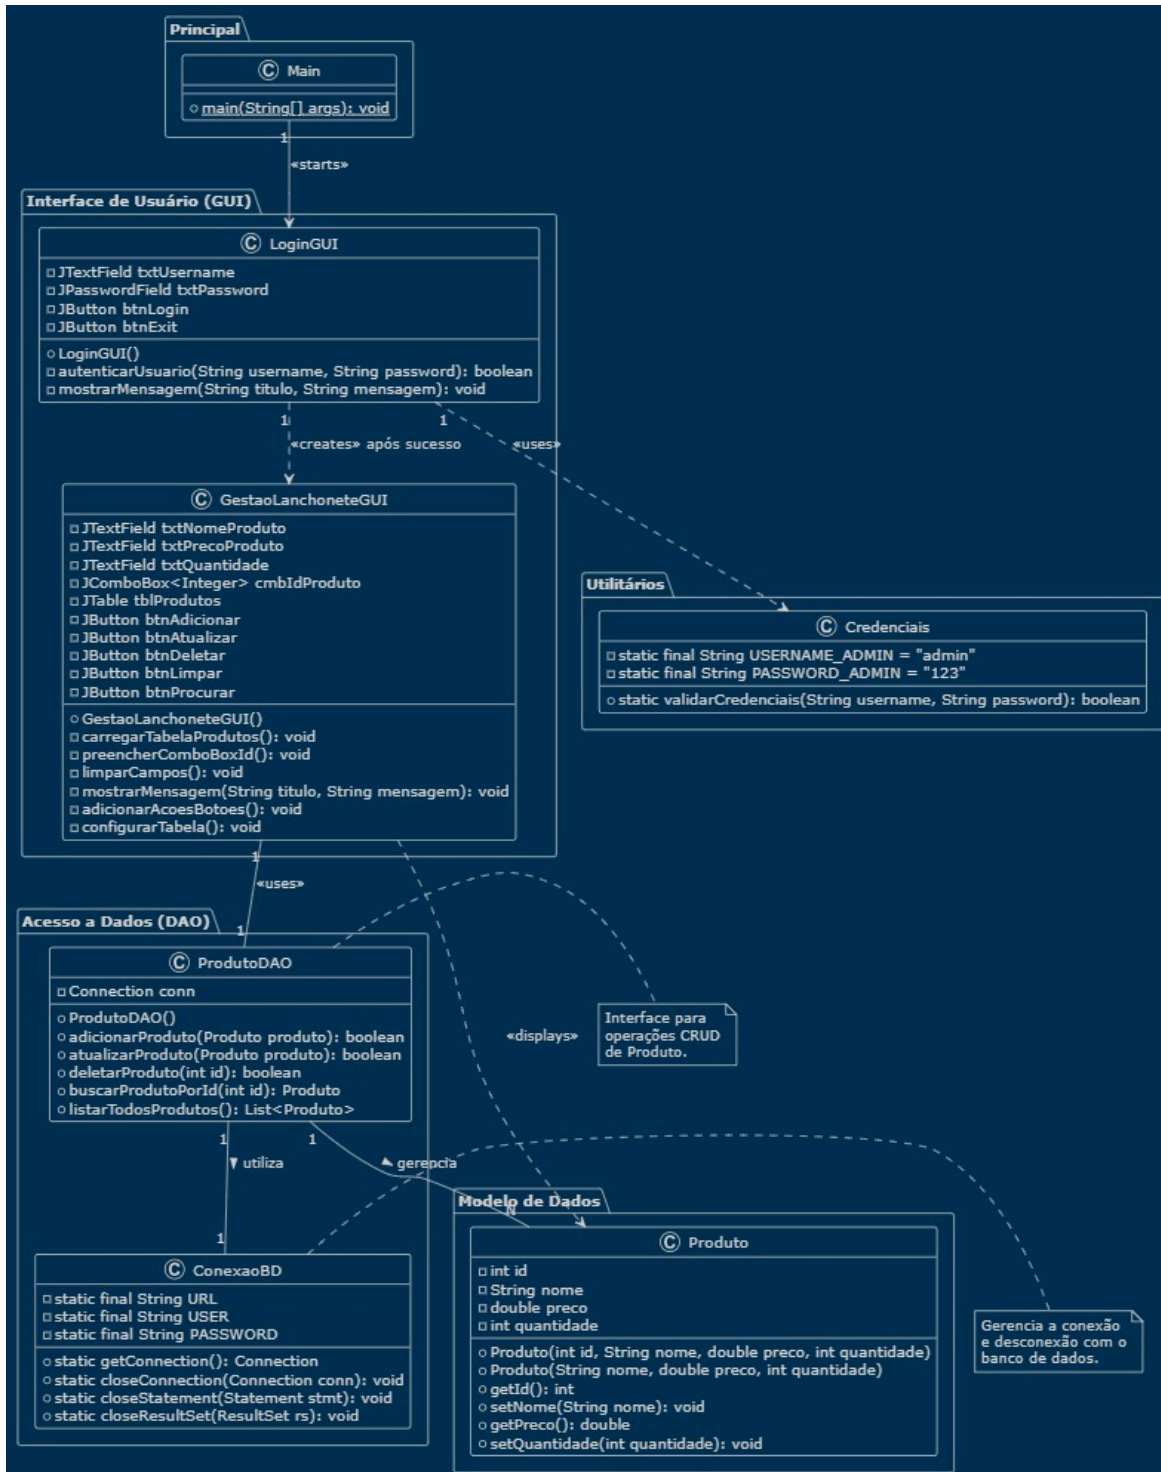 Principal
C Main
main(String[] args): void
1
«starts»
Interface de Usuário (GUI)
C LoginGUI
JTextField txtUsername
JPasswordField txtPassword
JButton btnLogin
JButton btnExit
LoginGUI()
autenticarUsuario(String username, String password): boolean
mostrarMensagem(String titulo, String mensagem): void
1
1
«creates» após sucesso
«uses»
C GestaoLanchoneteGUI
JTextField txtNomeProduto
JTextField txtPrecoProduto
JTextField txtQuantidade
JComboBox<Integer> cmbIdProduto
JTable tblProdutos
JButton btnAdicionar
JButton btnAtualizar
JButton btnDeletar
JButton btnLimpar
JButton btnProcurar
GestaoLanchoneteGUI()
carregarTabelaProdutos(): void
preencherComboBoxId(): void
limparCampos(): void
mostrarMensagem(String titulo, String mensagem): void
adicionarAcoesBotoes(): void
configurarTabela(): void
Utilitários
C Credenciais
static final String USERNAME_ADMIN = "admin"
static final String PASSWORD_ADMIN = "123"
static validarCredenciais(String username, String password): boolean
1
«uses»
1
Acesso a Dados (DAO)
C ProdutoDAO
Connection conn
ProdutoDAO()
adicionarProduto(Produto produto): boolean
atualizarProduto(Produto produto): boolean
deletarProduto(int id): boolean
buscarProdutoPorId(int id): Produto
listarTodosProdutos(): List<Produto>
«displays»
Interface para
operações CRUD
de Produto.
1
1
utiliza
gerencia
1
N
C ConexaoBD
static final String URL
static final String USER
static final String PASSWORD
static getConnection(): Connection
static closeConnection(Connection conn): void
static closeStatement(Statement stmt): void
static closeResultSet(ResultSet rs): void
Modelo de Dados
C Produto
int id
String nome
double preco
int quantidade
Produto(int id, String nome, double preco, int quantidade)
Produto(String nome, double preco, int quantidade)
getId(): int
setNome(String nome): void
getPreco(): double
setQuantidade(int quantidade): void
Gerencia a conexão
e desconexão com o
banco de dados.